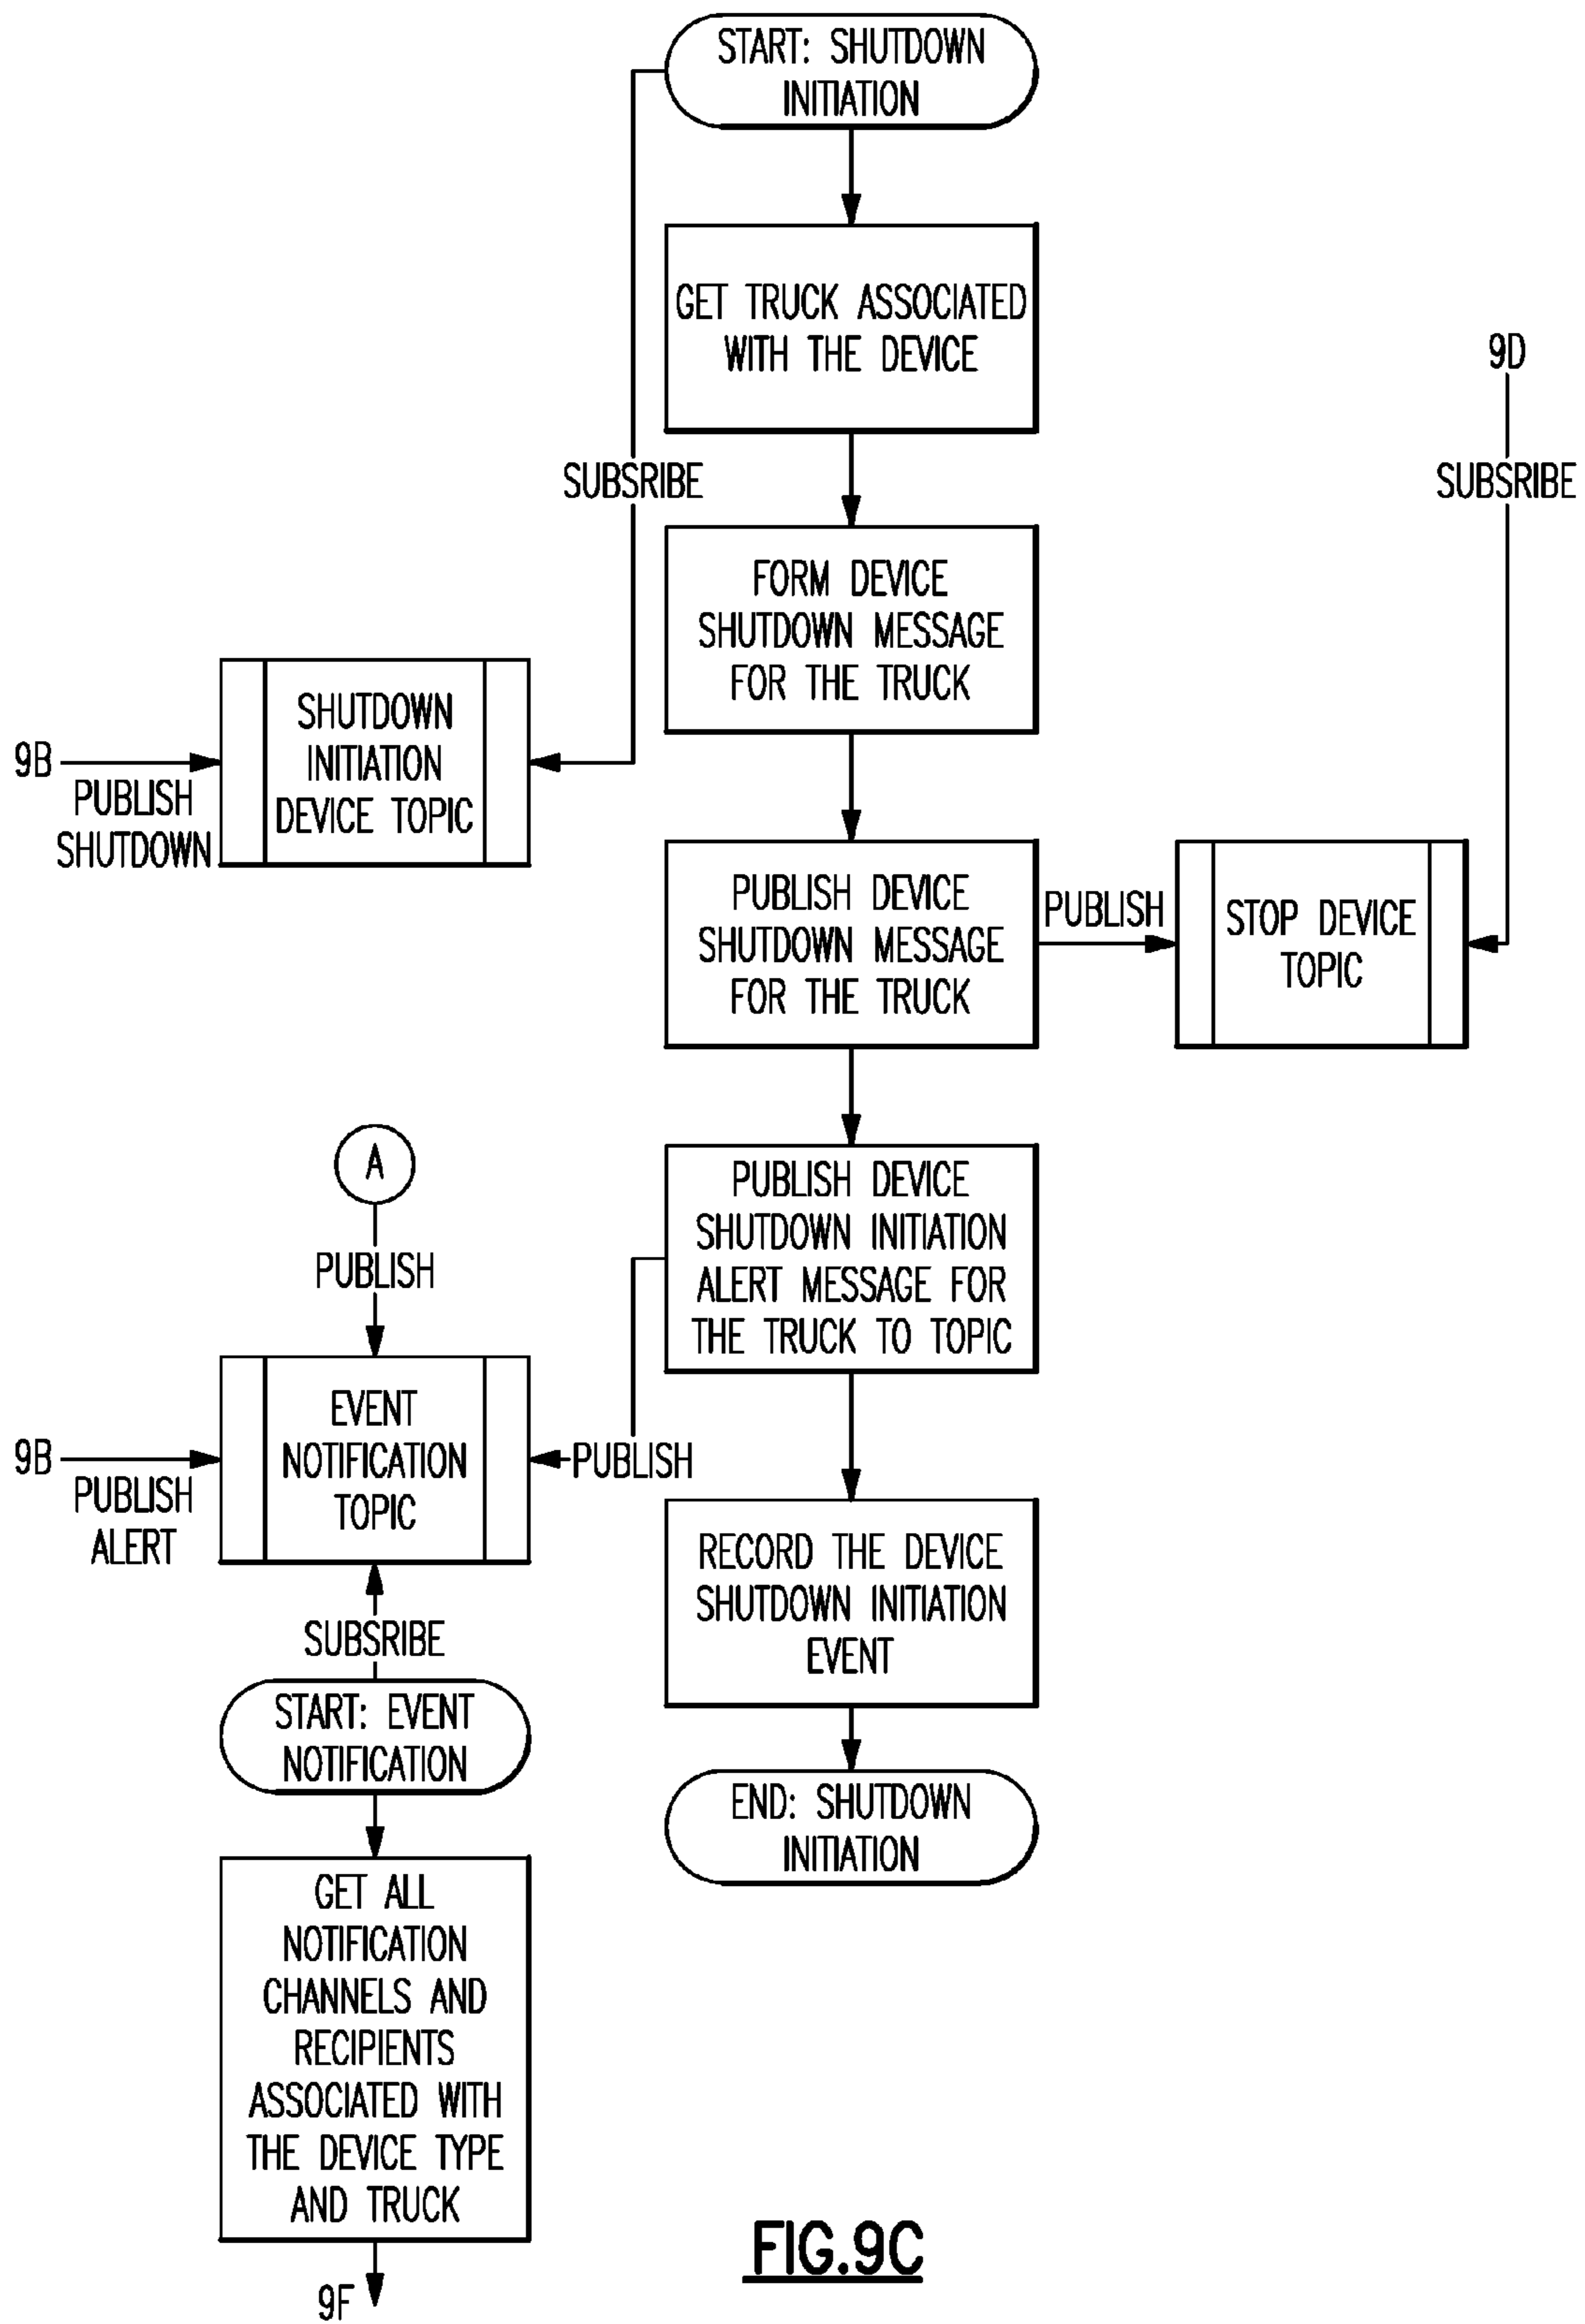 START: SHUTDOWN
INITIATION
GET TRUCK ASSOCIATED
WITH THE DEVICE
9D
SUBSRIBE
SUBSRIBE
FORM DEVICE
SHUTDOWN MESSAGE
FOR THE TRUCK
SHUTDOWN
INITIATION
DEVICE TOPIC
9B
PUBLISH
SHUTDOWN
PUBLISH DEVICE
SHUTDOWN MESSAGE
FOR THE TRUCK
PUBLISH
STOP DEVICE
TOPIC
A
PUBLISH
PUBLISH DEVICE
SHUTDOWN INITIATION
ALERT MESSAGE FOR
THE TRUCK TO TOPIC
EVENT
NOTIFICATION
TOPIC
9B
PUBLISH
ALERT
PUBLISH
RECORD THE DEVICE
SHUTDOWN INITIATION
EVENT
SUBSRIBE
START: EVENT
NOTIFICATION
END: SHUTDOWN
INITIATION
GET ALL
NOTIFICATION
CHANNELS AND
RECIPIENTS
ASSOCIATED WITH
THE DEVICE TYPE
AND TRUCK
9F
FIG.9C